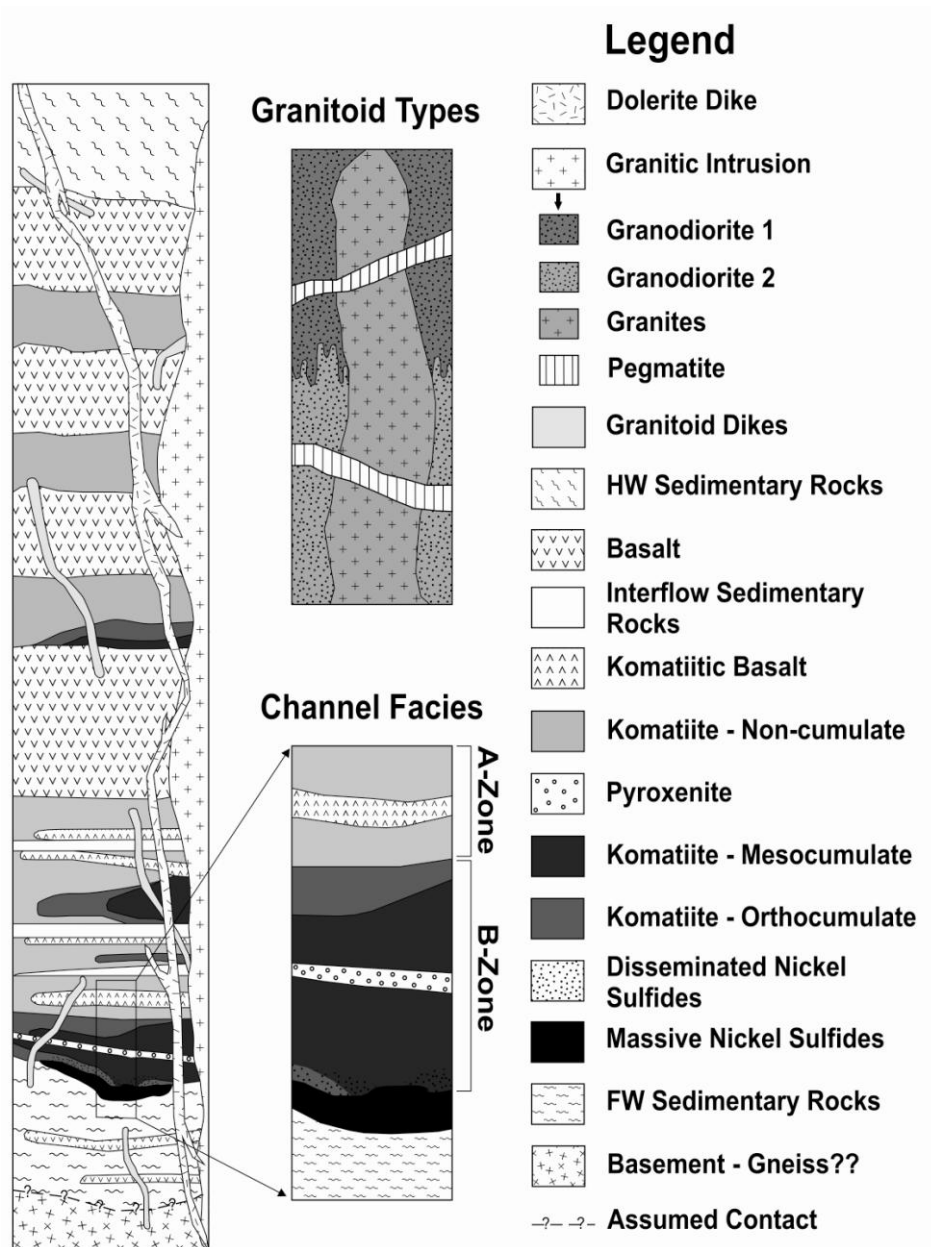 Legend
Dolerite Dike
Granitic Intrusion
Granodiorite 1
Granodiorite 2
Granites
Pegmatite
Granitoid Dikes
HW Sedimentary Rocks
Basalt
Interflow Sedimentary
Rocks
Komatiitic Basalt
Komatiite - Non-cumulate
Pyroxenite
Komatiite - Mesocumulate
Komatiite - Orthocumulate
Disseminated Nickel
Sulfides
Massive Nickel Sulfides
FW Sedimentary Rocks
Basement - Gneiss??
-?- -?- Assumed Contact
Granitoid Types
Channel Facies
A-Zone
B-Zone
? ? ? ?